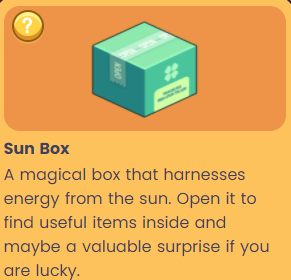 ?
OPEN
Sun Box
A magical box that harnesses
energy from the sun. Open it to
find useful items inside and
maybe a valuable surprise if you
are lucky.